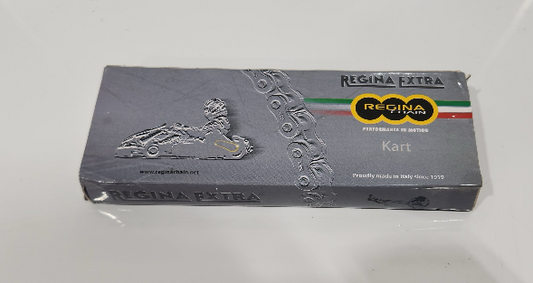 REGINA EXTRA
REGINA
CHAIN
PERFORMANCE IN MOTION
Kart
www.reginachain.net
Proudly made in Italy since 1919
REGINA EXTRA